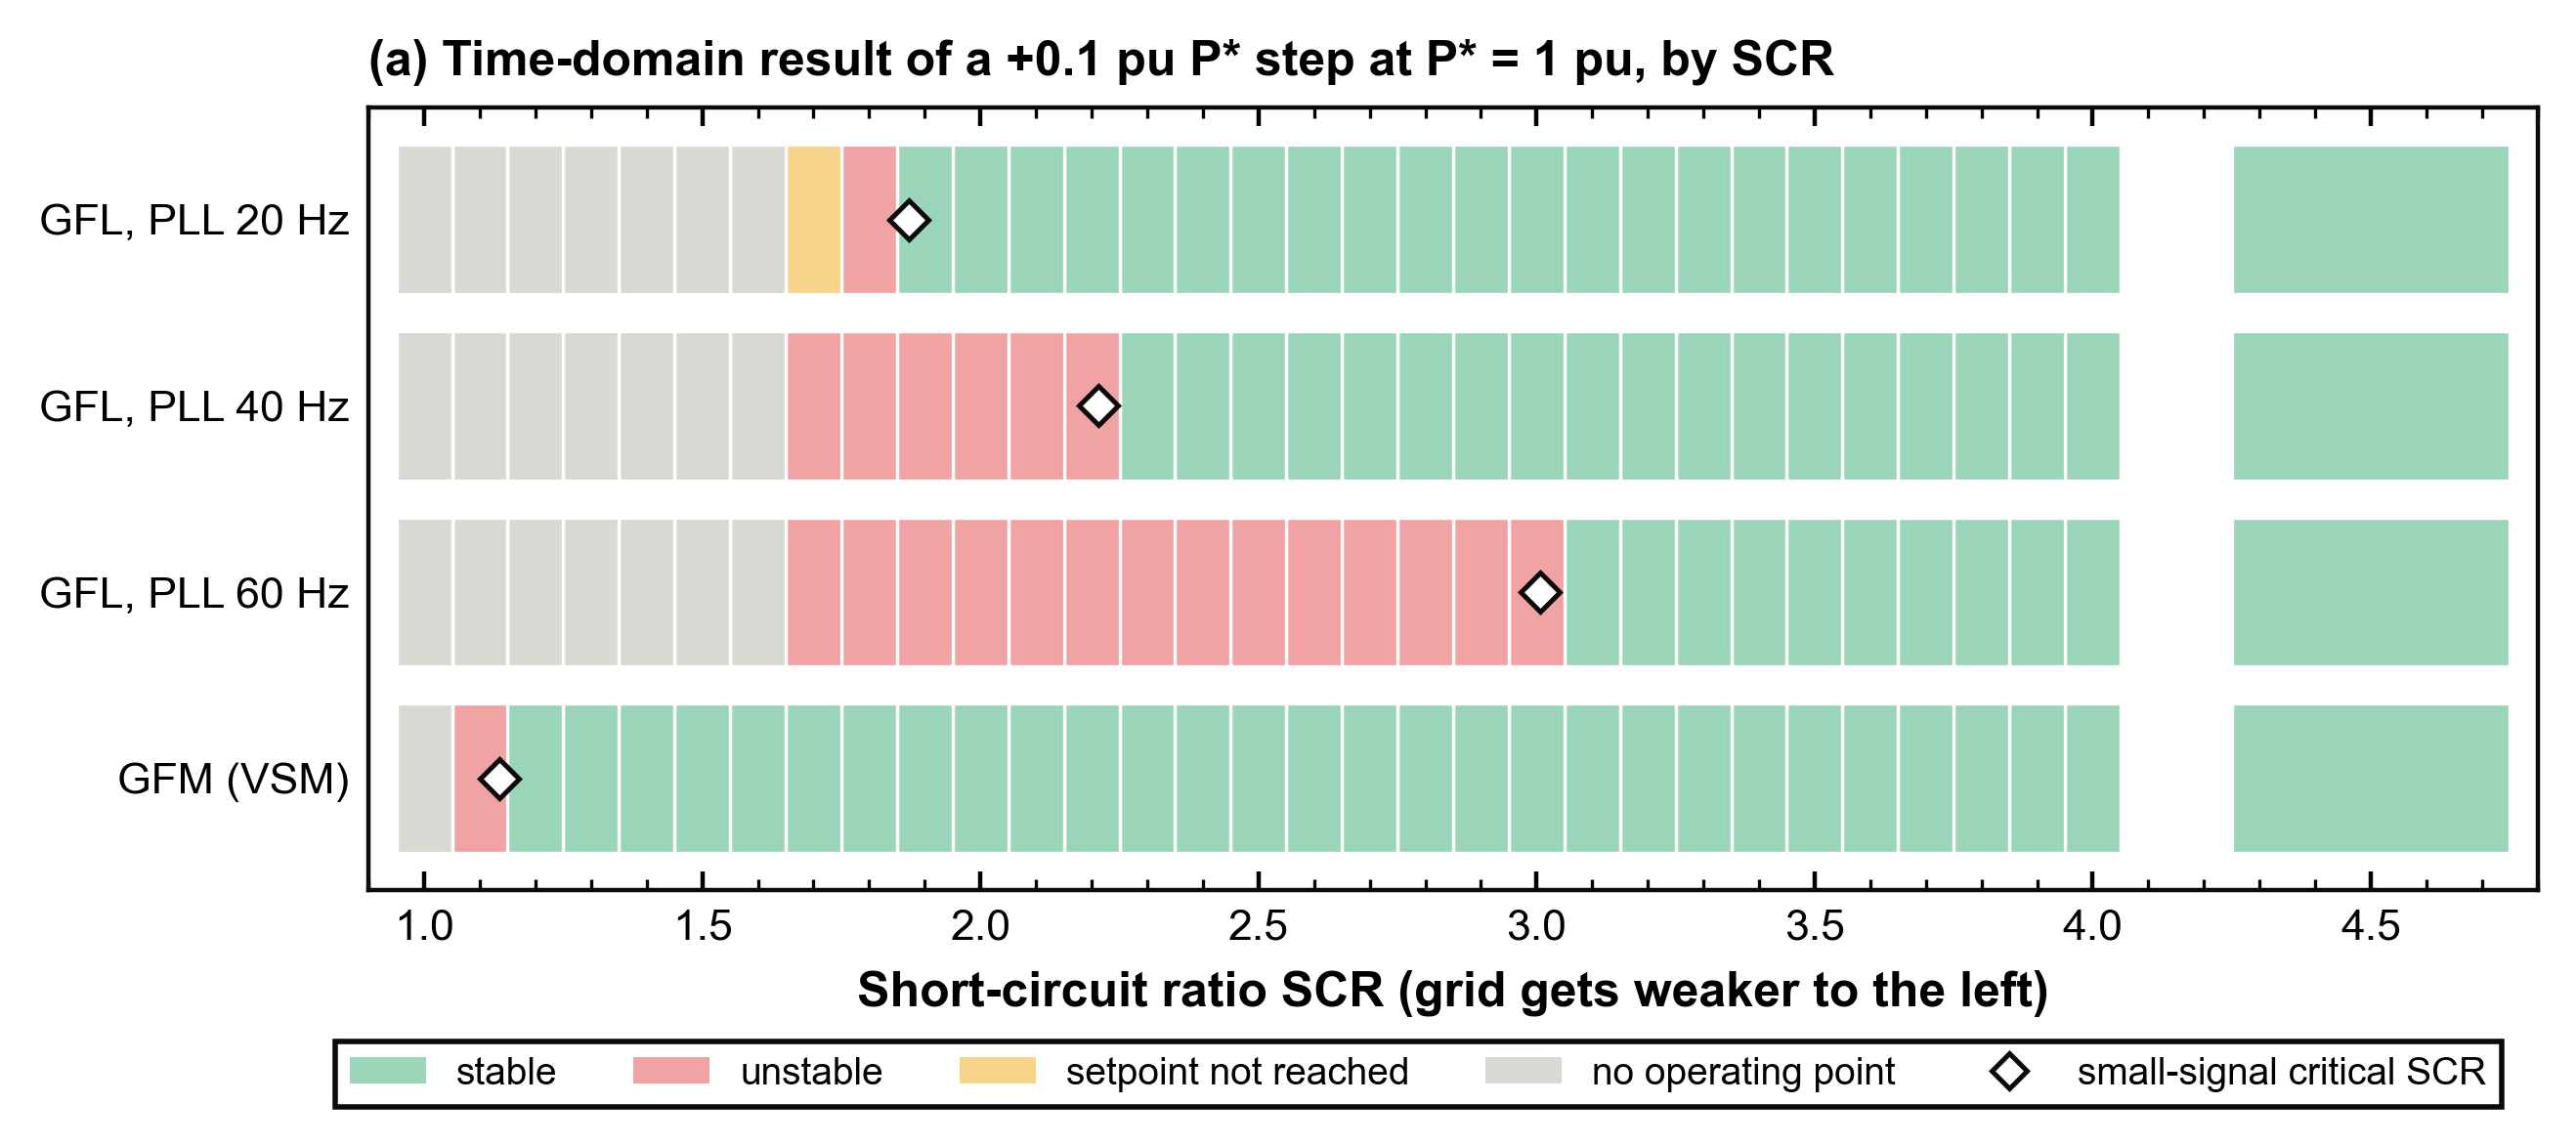 (a) Time-domain result of a +0.1 pu P* step at P* = 1 pu, by SCR
GFL, PLL 20 Hz
GFL, PLL 40 Hz
GFL, PLL 60 Hz
GFM (VSM)
1.0 1.5 2.0 2.5 3.0 3.5 4.0 4.5
Short-circuit ratio SCR (grid gets weaker to the left)
stable unstable setpoint not reached no operating point small-signal critical SCR